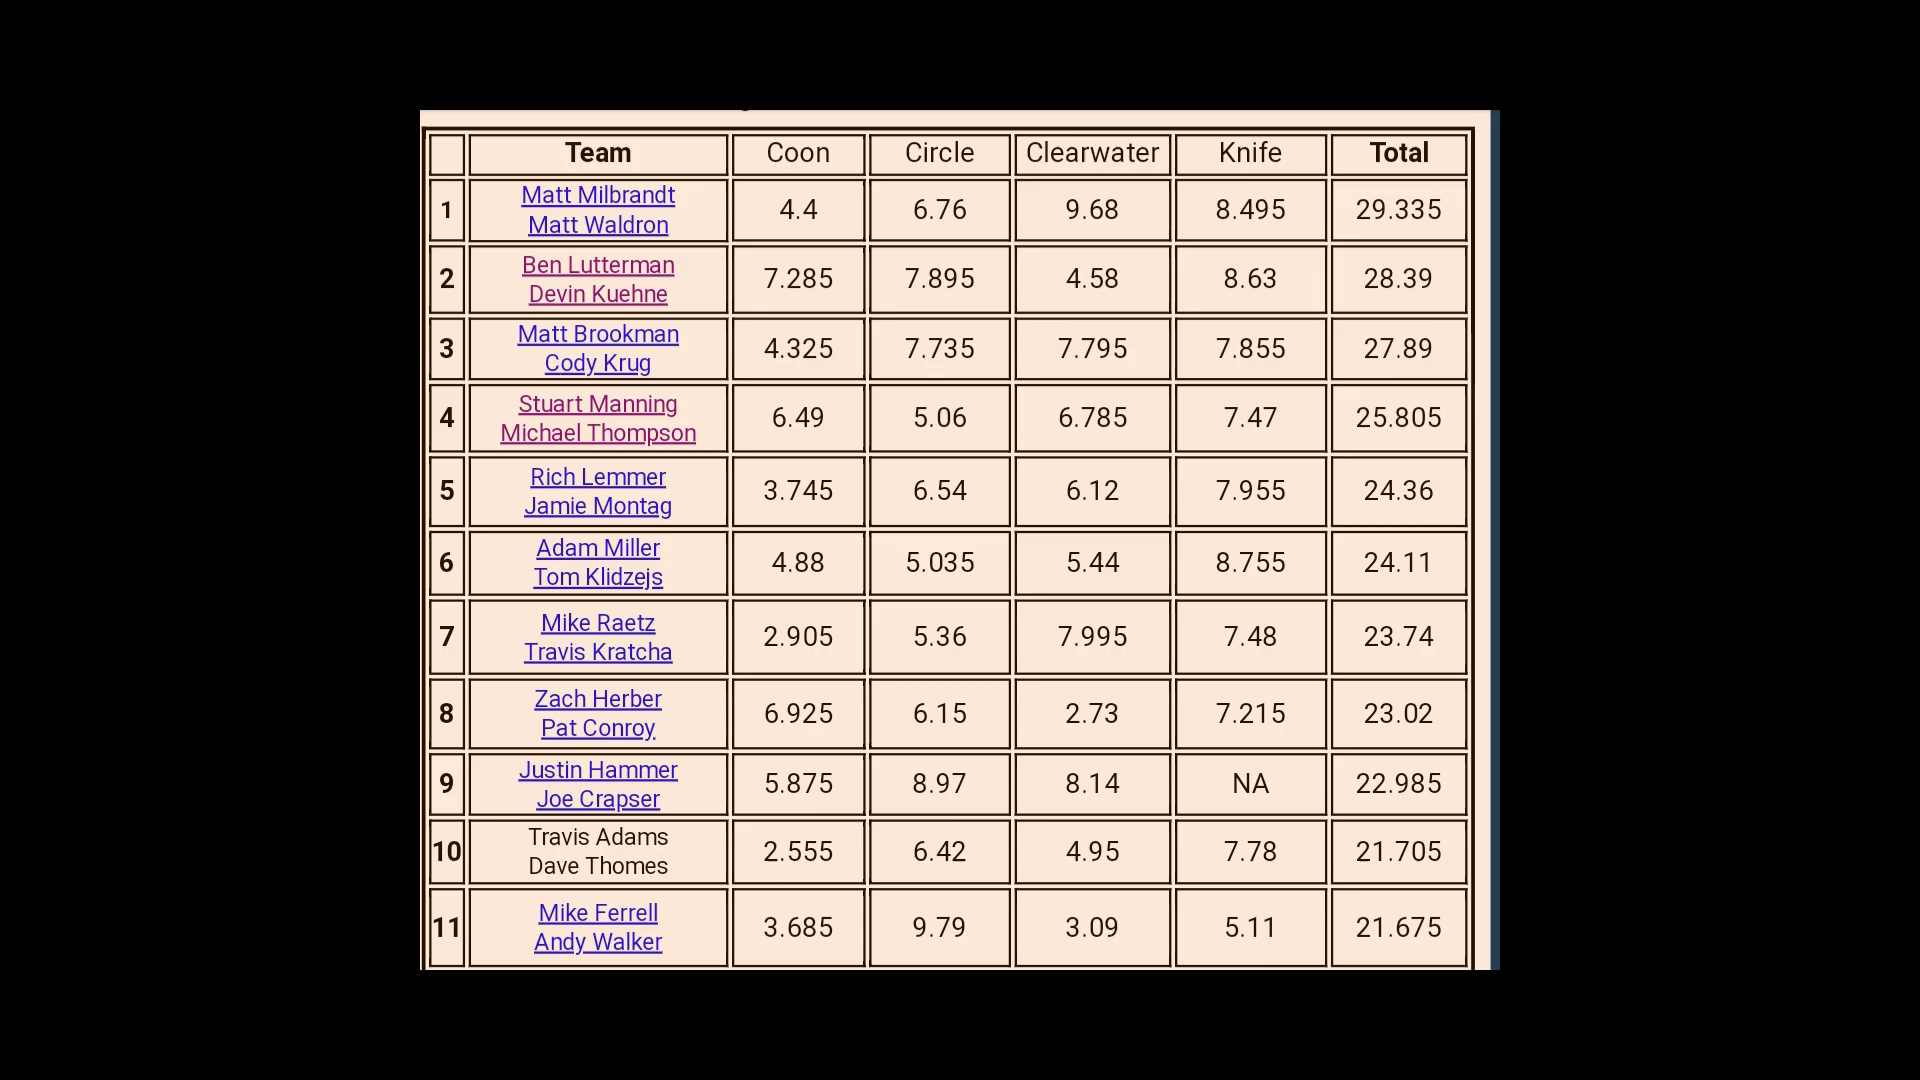 Team Coon Circle Clearwater Knife Total
1 Matt Milbrandt 4.4 6.76 9.68 8.495 29.335
Matt Waldron
2 Ben Lutterman 7.285 7.895 4.58 8.63 28.39
Devin Kuehne
3 Matt Brookman 4.325 7.735 7.795 7.855 27.89
Cody Krug
4 Stuart Manning 6.49 5.06 6.785 7.47 25.805
Michael Thompson
5 Rich Lemmer 3.745 6.54 6.12 7.955 24.36
Jamie Montag
6 Adam Miller 4.88 5.035 5.44 8.755 24.11
Tom Klidzejs
7 Mike Raetz 2.905 5.36 7.995 7.48 23.74
Travis Kratcha
8 Zach Herber 6.925 6.15 2.73 7.215 23.02
Pat Conroy
9 Justin Hammer 5.875 8.97 8.14 NA 22.985
Joe Crapser
10 Travis Adams 2.555 6.42 4.95 7.78 21.705
Dave Thomes
11 Mike Ferrell 3.685 9.79 3.09 5.11 21.675
Andy Walker